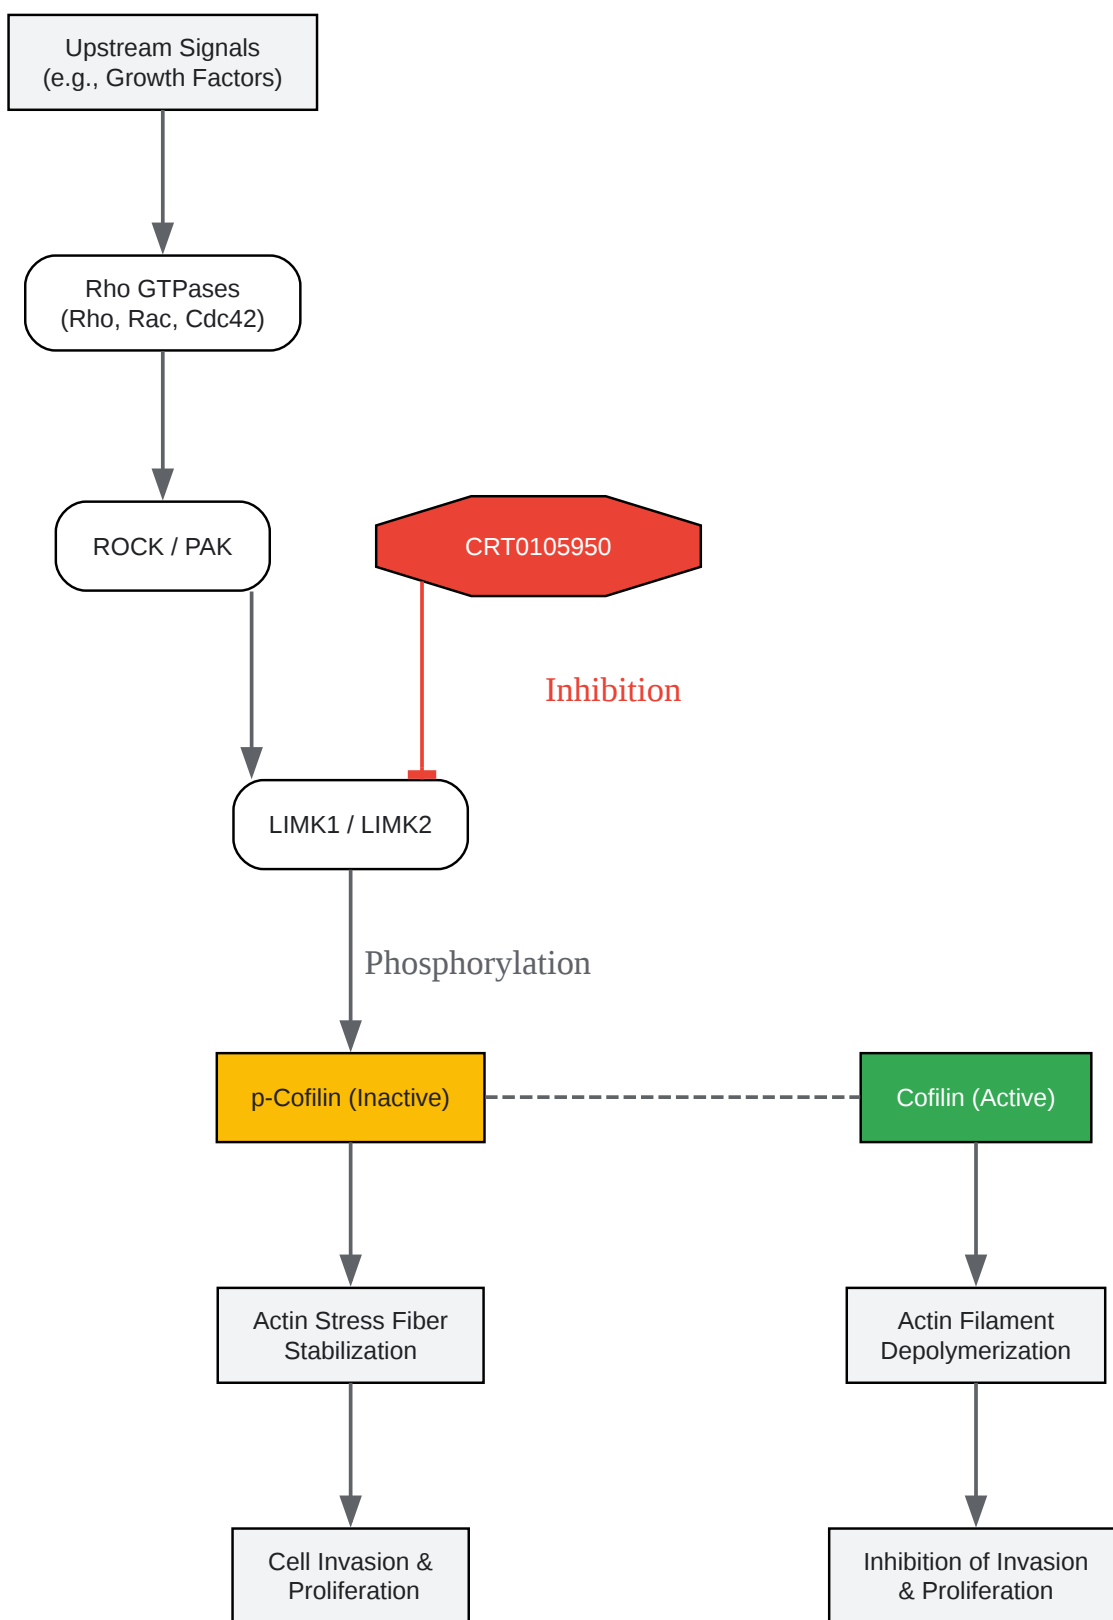 Upstream Signals
(e.g., Growth Factors)
Rho GTPases
(Rho, Rac, Cdc42)
ROCK / PAK
CRT0105950
Inhibition
LIMK1 / LIMK2
Phosphorylation
p-Cofilin (Inactive)
Cofilin (Active)
Actin Stress Fiber
Stabilization
Actin Filament
Depolymerization
Cell Invasion &
Proliferation
Inhibition of Invasion
& Proliferation